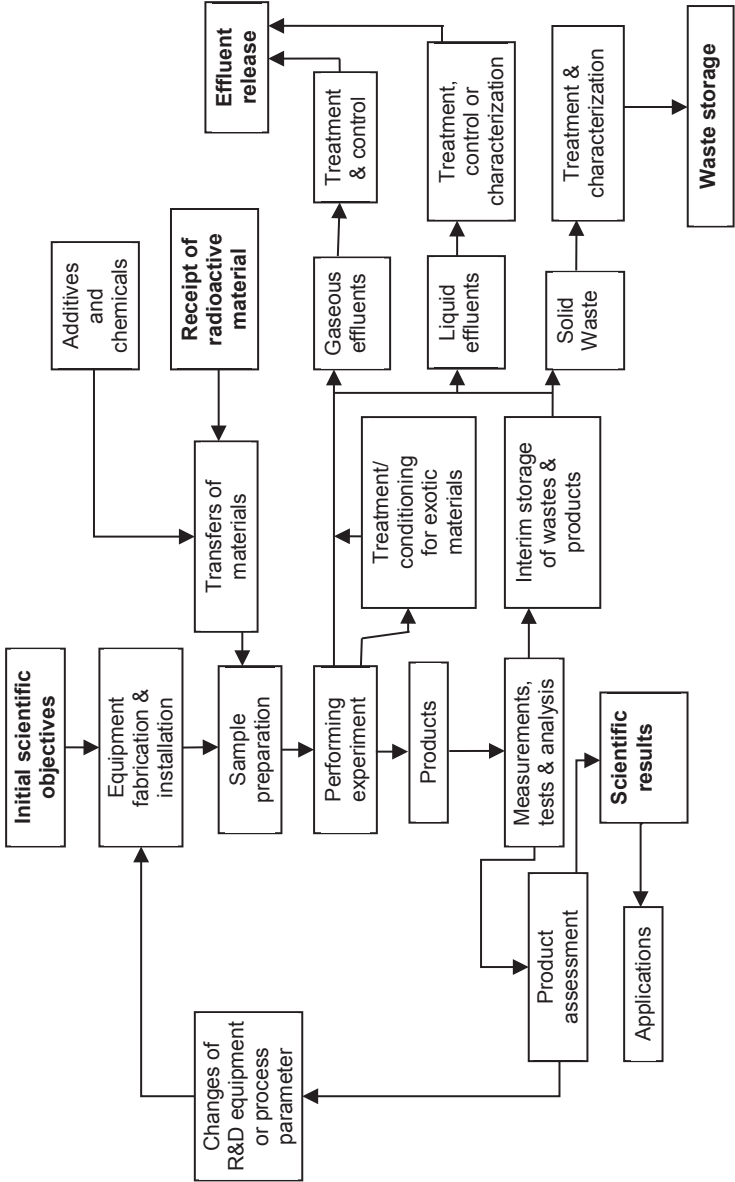 Initial scientific
objectives
Equipment
fabrication &
installation
Sample
preparation
Performing
experiment
Products
Measurements,
tests & analysis
Product
assessment
Scientific
results
Applications
Changes of
R&D equipment
or process
parameter
Additives
and
chemicals
Receipt of
radioactive
material
Transfers of
materials
Treatment/
conditioning
for exotic
materials
Interim storage
of wastes &
products
Gaseous
effluents
Liquid
effluents
Solid
Waste
Treatment
& control
Treatment,
control or
characterization
Treatment &
characterization
Effluent
release
Waste storage